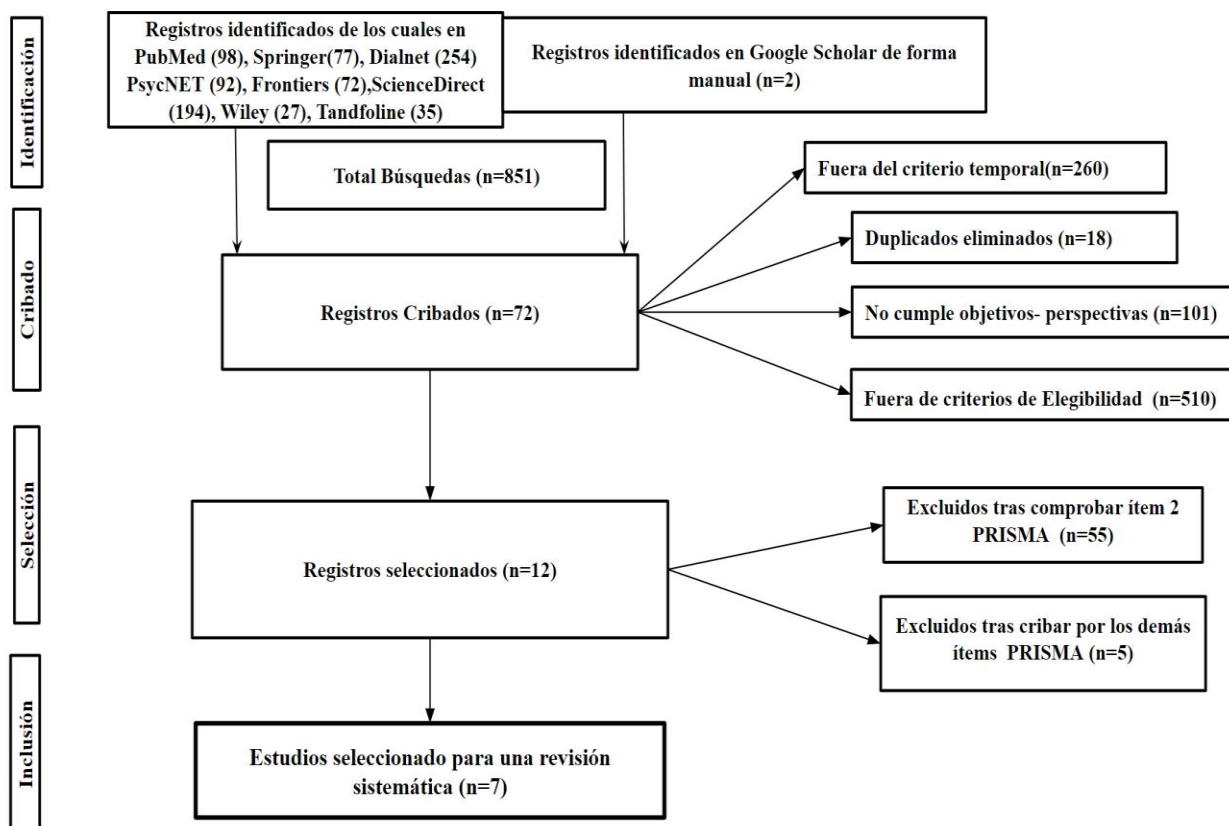 Identificación
Registros identificados de los cuales en
PubMed (98), Springer(77), Dialnet (254)
PsycNET (92), Frontiers (72),ScienceDirect
(194), Wiley (27), Tandfoline (35)
Registros identificados en Google Scholar de forma
manual (n=2)
Total Búsquedas (n=851)
Cribado
Registros Cribados (n=72)
Fuera del criterio temporal(n=260)
Duplicados eliminados (n=18)
No cumple objetivos- perspectivas (n=101)
Fuera de criterios de Elegibilidad (n=510)
Selección
Registros seleccionados (n=12)
Excluidos tras comprobar ítem 2
PRISMA (n=55)
Excluidos tras cribar por los demás
ítems PRISMA (n=5)
Inclusión
Estudios seleccionado para una revisión
sistemática (n=7)